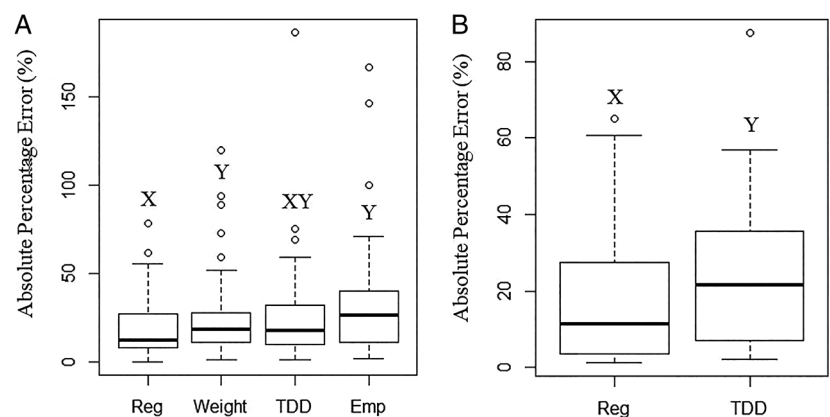 A
Absolute Percentage Error (%)
150
100
50
0
X
Y
XY
Y
Reg Weight TDD Emp
B
Absolute Percentage Error (%)
80
60
40
20
0
X
Y
Reg TDD